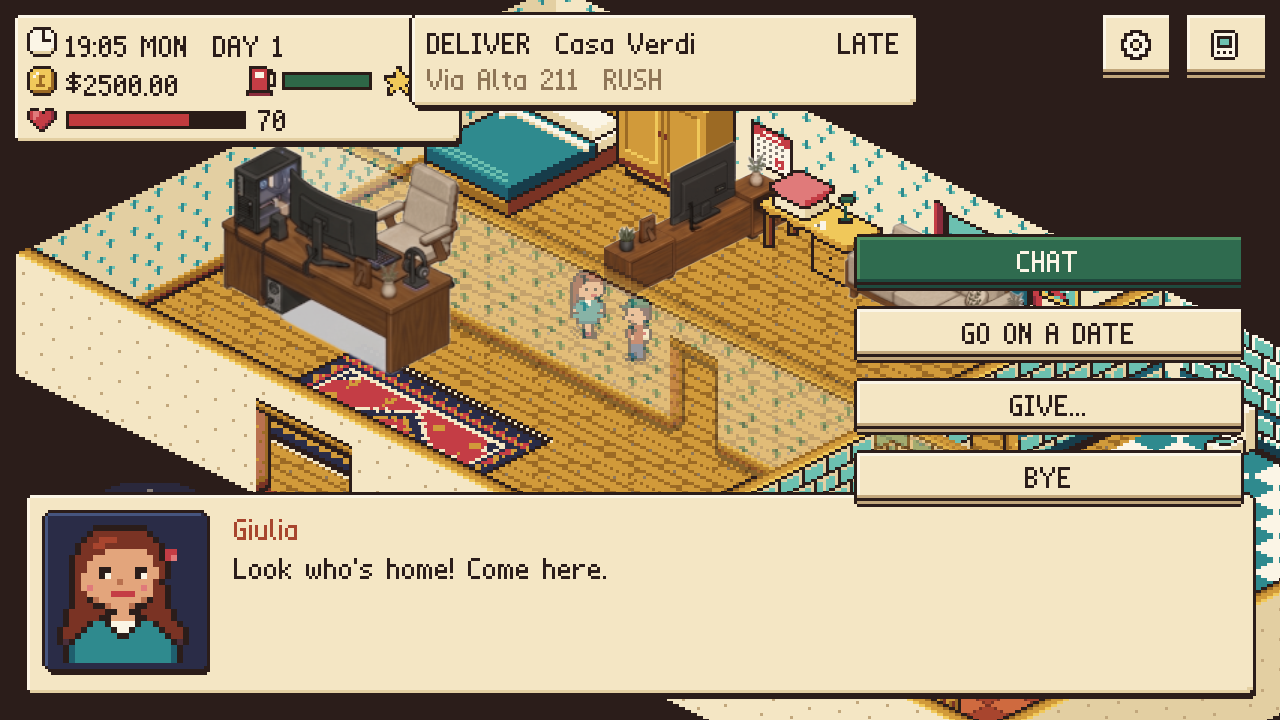 19:05 MON DAY 1
$2500.00
70
DELIVER Casa Verdi LATE
Via Alta 211 RUSH
CHAT
GO ON A DATE
GIVE...
BYE
Giulia
Look who's home! Come here.